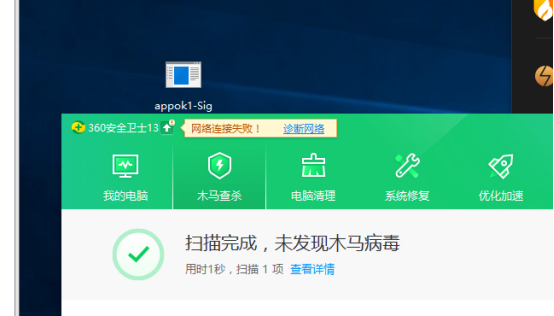 appok1-Sig
360安全卫士13
网络连接失败！ 诊断网络
我的电脑 木马查杀 电脑清理 系统修复 优化加速
扫描完成，未发现木马病毒
用时1秒，扫描 1 项 查看详情